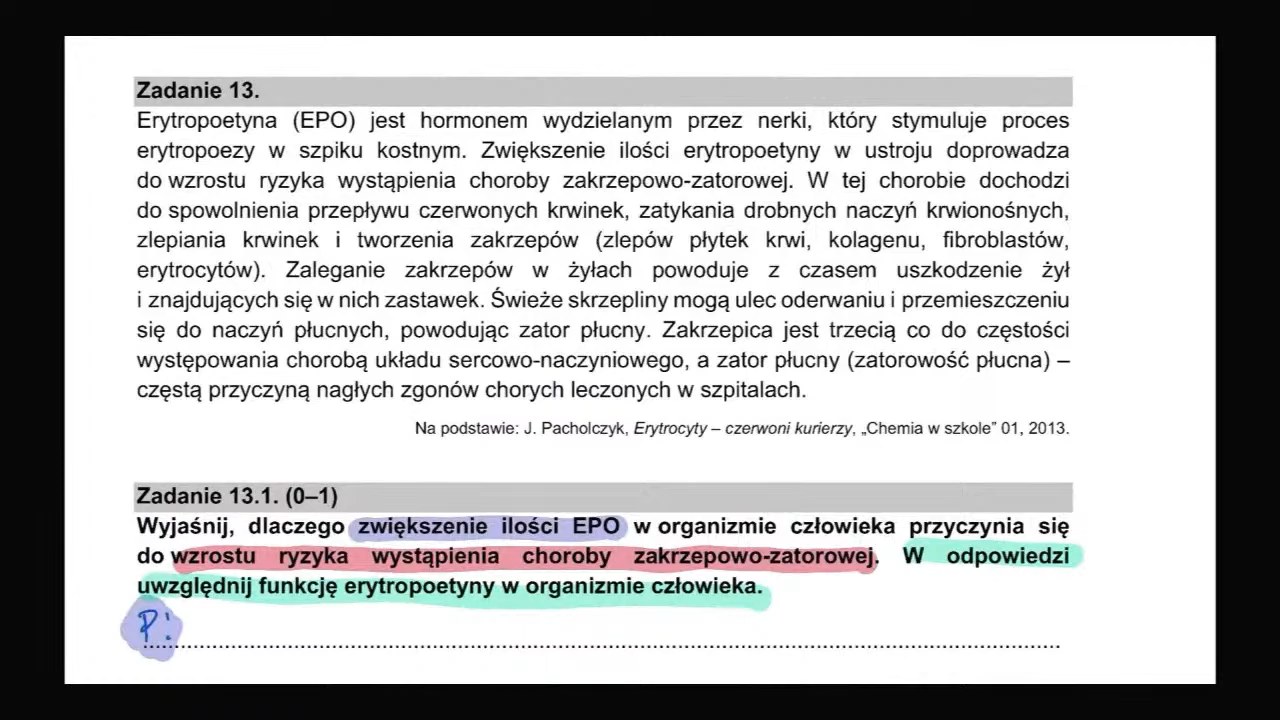 Zadanie 13.
Erytropoetyna (EPO) jest hormonem wydzielanym przez nerki, który stymuluje proces
erytropoezy w szpiku kostnym. Zwiększenie ilości erytropoetyny w ustroju doprowadza
do wzrostu ryzyka wystąpienia choroby zakrzepowo-zatorowej. W tej chorobie dochodzi
do spowolnienia przepływu czerwonych krwinek, zatykania drobnych naczyń krwionośnych,
zlepiania krwinek i tworzenia zakrzepów (zlepów płytek krwi, kolagenu, fibroblastów,
erytrocytów). Zaleganie zakrzepów w żyłach powoduje z czasem uszkodzenie żył
i znajdujących się w nich zastawek. Świeże skrzepliny mogą ulec oderwaniu i przemieszczeniu
się do naczyń płucnych, powodując zator płucny. Zakrzepica jest trzecią co do częstości
występowania chorobą układu sercowo-naczyniowego, a zator płucny (zatorowość płucna) –
częstą przyczyną nagłych zgonów chorych leczonych w szpitalach.
Na podstawie: J. Pacholczyk, Erytrocyty – czerwoni kurierzy, „Chemia w szkole” 01, 2013.
Zadanie 13.1. (0–1)
Wyjaśnij, dlaczego zwiększenie ilości EPO w organizmie człowieka przyczynia się
do wzrostu ryzyka wystąpienia choroby zakrzepowo-zatorowej. W odpowiedzi
uwzględnij funkcję erytropoetyny w organizmie człowieka.
P: